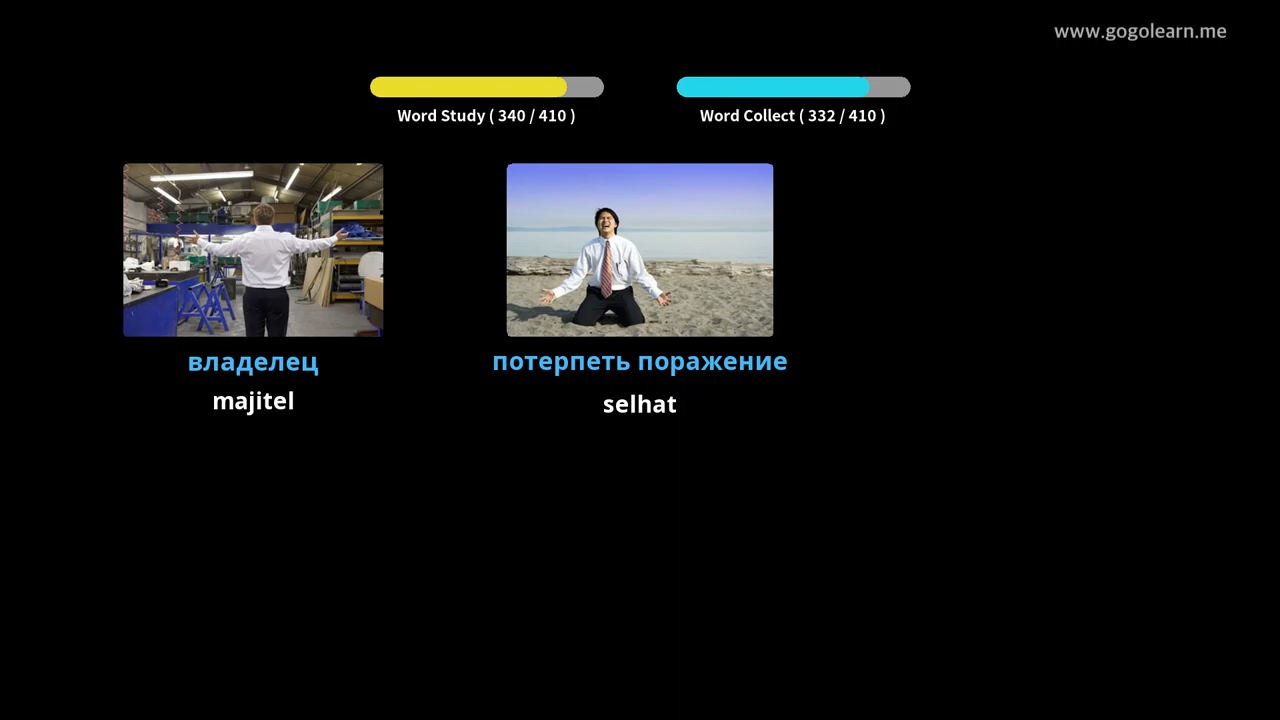 www.gogolearn.me
Word Study ( 340 / 410 )
Word Collect ( 332 / 410 )
владелец
majitel
потерпеть поражение
selhat